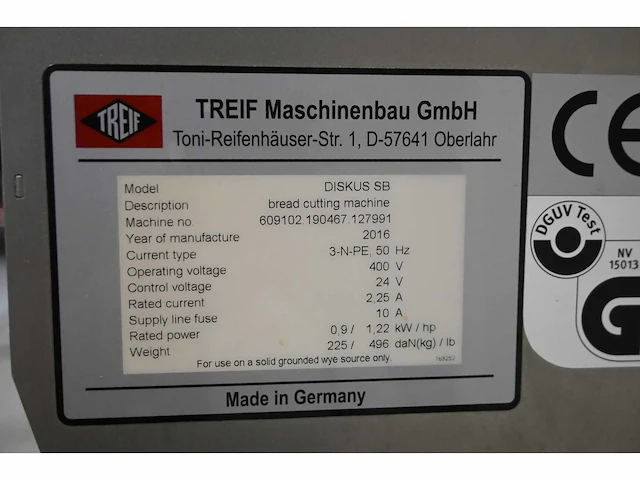 TREIF
TREIF Maschinenbau GmbH
Toni-Reifenhäuser-Str. 1, D-57641 Oberlahr
Model DISKUS SB
Description bread cutting machine
Machine no. 609102.190467.127991
Year of manufacture 2016
Current type 3-N-PE, 50 Hz
Operating voltage 400 V
Control voltage 24 V
Rated current 2,25 A
Supply line fuse 10 A
Rated power 0,9 / 1,22 kW / hp
Weight 225 / 496 daN(kg) / lb
For use on a solid grounded wye source only.
Made in Germany
CE
DGUV Test
NV
15013